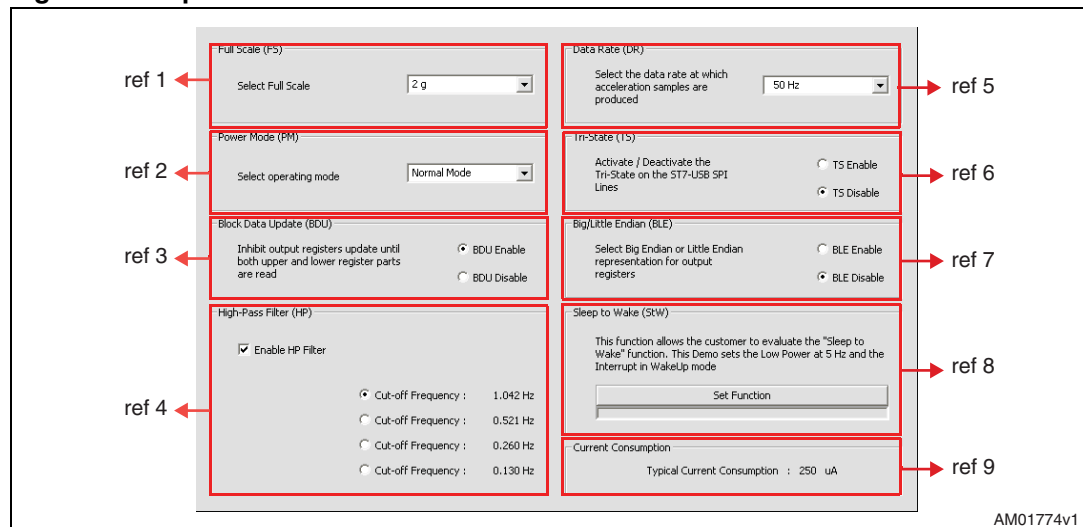 Full Scale (FS)
ref 1
Select Full Scale
2 g
Data Rate (DR)
Select the data rate at which
acceleration samples are
produced
50 Hz
ref 5
Power Mode (PM)
ref 2
Select operating mode
Normal Mode
Tri-State (TS)
Activate / Deactivate the
Tri-State on the ST7-USB SPI
Lines
TS Enable
TS Disable
ref 6
Block Data Update (BDU)
ref 3
Inhibit output registers update until
both upper and lower register parts
are read
BDU Enable
BDU Disable
Big/Little Endian (BLE)
Select Big Endian or Little Endian
representation for output
registers
BLE Enable
BLE Disable
ref 7
High-Pass Filter (HP)
Enable HP Filter
ref 4
Cut-off Frequency : 1.042 Hz
Cut-off Frequency : 0.521 Hz
Cut-off Frequency : 0.260 Hz
Cut-off Frequency : 0.130 Hz
Sleep to Wake (StW)
This function allows the customer to evaluate the "Sleep to
Wake" function. This Demo sets the Low Power at 5 Hz and the
Interrupt in WakeUp mode
Set Function
ref 8
Current Consumption
Typical Current Consumption : 250 uA
ref 9
AM01774v1